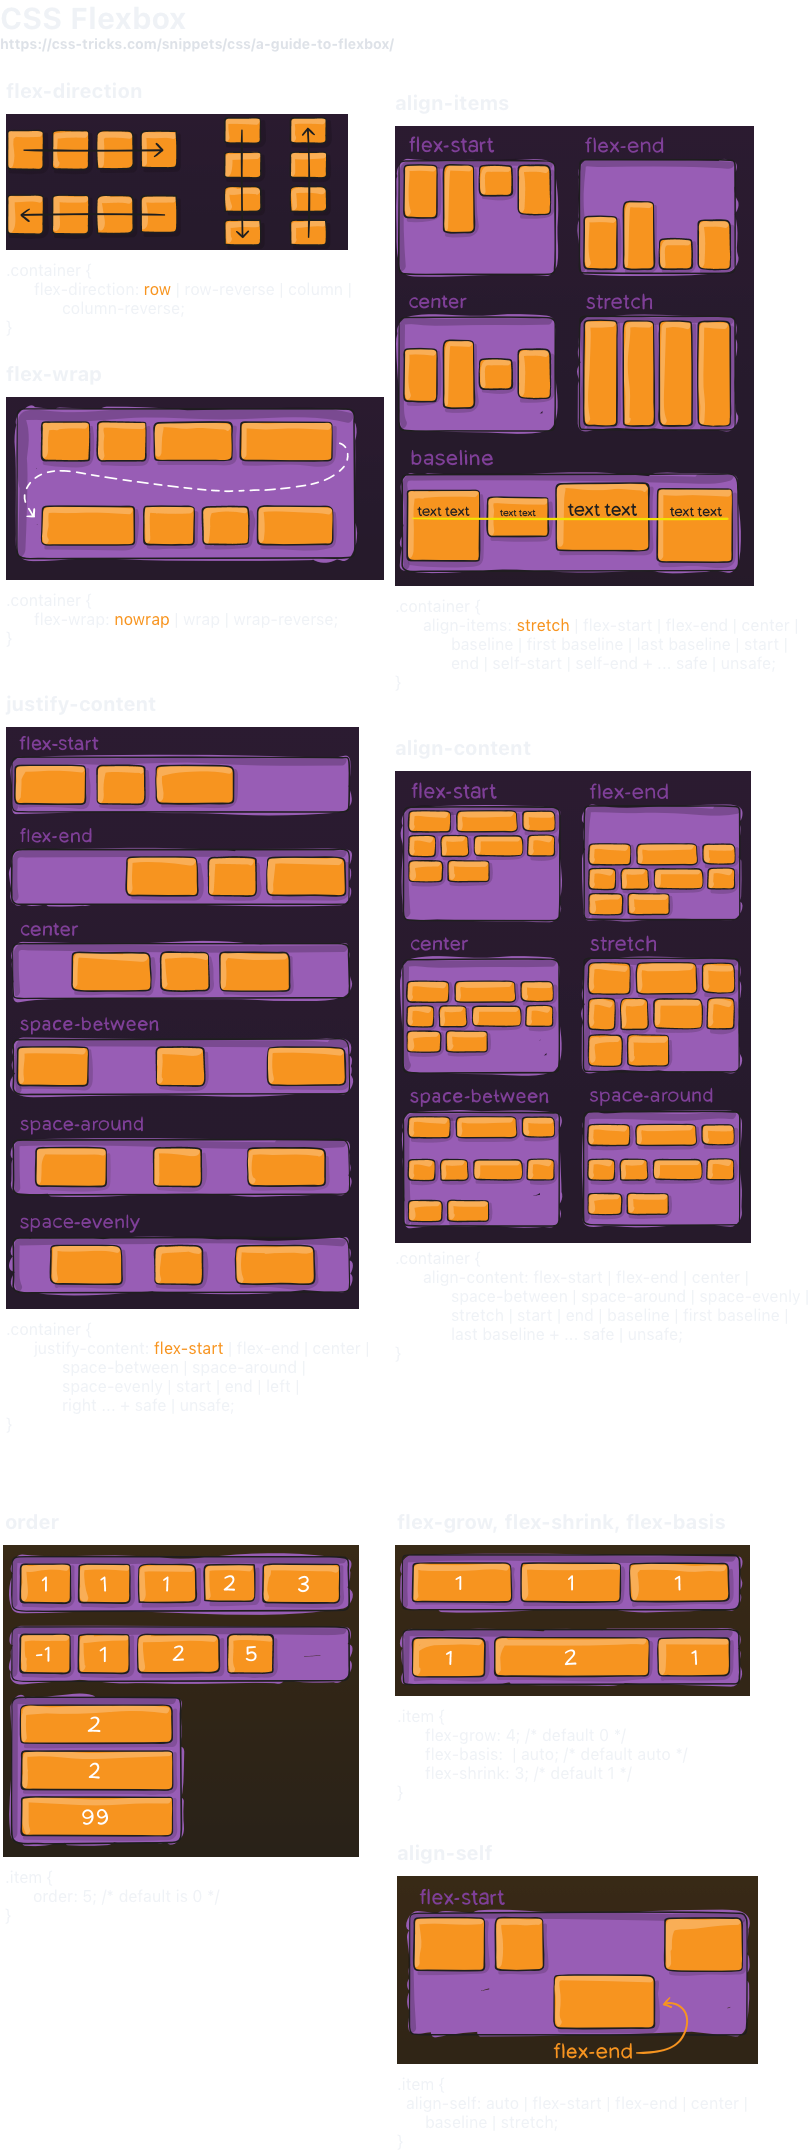 CSS Flexbox
https://css-tricks.com/snippets/css/a-guide-to-flexbox/
flex-direction
.container {
flex-direction: row | row-reverse | column |
column-reverse;
}
flex-wrap
.container {
flex-wrap: nowrap | wrap | wrap-reverse;
}
justify-content
flex-start
flex-end
center
space-between
space-around
space-evenly
.container {
justify-content: flex-start | flex-end | center |
space-between | space-around |
space-evenly | start | end | left |
right ... + safe | unsafe;
}
align-items
flex-start
flex-end
center
stretch
baseline
text text
text text
text text
text text
.container {
align-items: stretch | flex-start | flex-end | center |
baseline | first baseline | last baseline | start |
end | self-start | self-end + ... safe | unsafe;
}
align-content
flex-start
flex-end
center
stretch
space-between
space-around
.container {
align-content: flex-start | flex-end | center |
space-between | space-around | space-evenly |
stretch | start | end | baseline | first baseline |
last baseline + ... safe | unsafe;
}
order
1 1 1 2 3
-1 1 2 5
2
2
99
.item {
order: 5; /* default is 0 */
}
flex-grow, flex-shrink, flex-basis
1 1 1
1 2 1
.item {
flex-grow: 4; /* default 0 */
flex-basis:  | auto; /* default auto */
flex-shrink: 3; /* default 1 */
}
align-self
flex-start
flex-end
.item {
align-self: auto | flex-start | flex-end | center |
baseline | stretch;
}